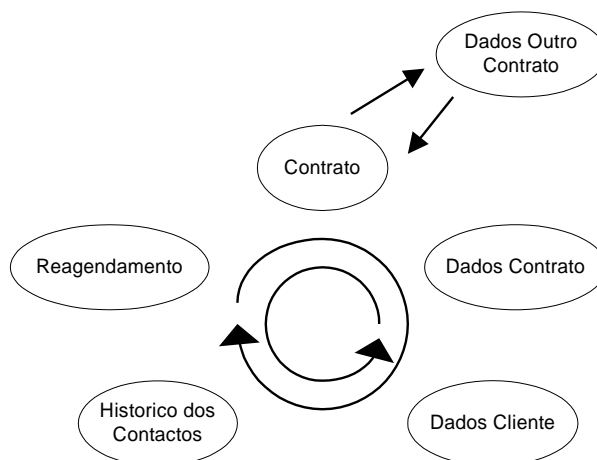 Dados Outro
Contrato
Contrato
Reagendamento
Dados Contrato
Historico dos
Contactos
Dados Cliente